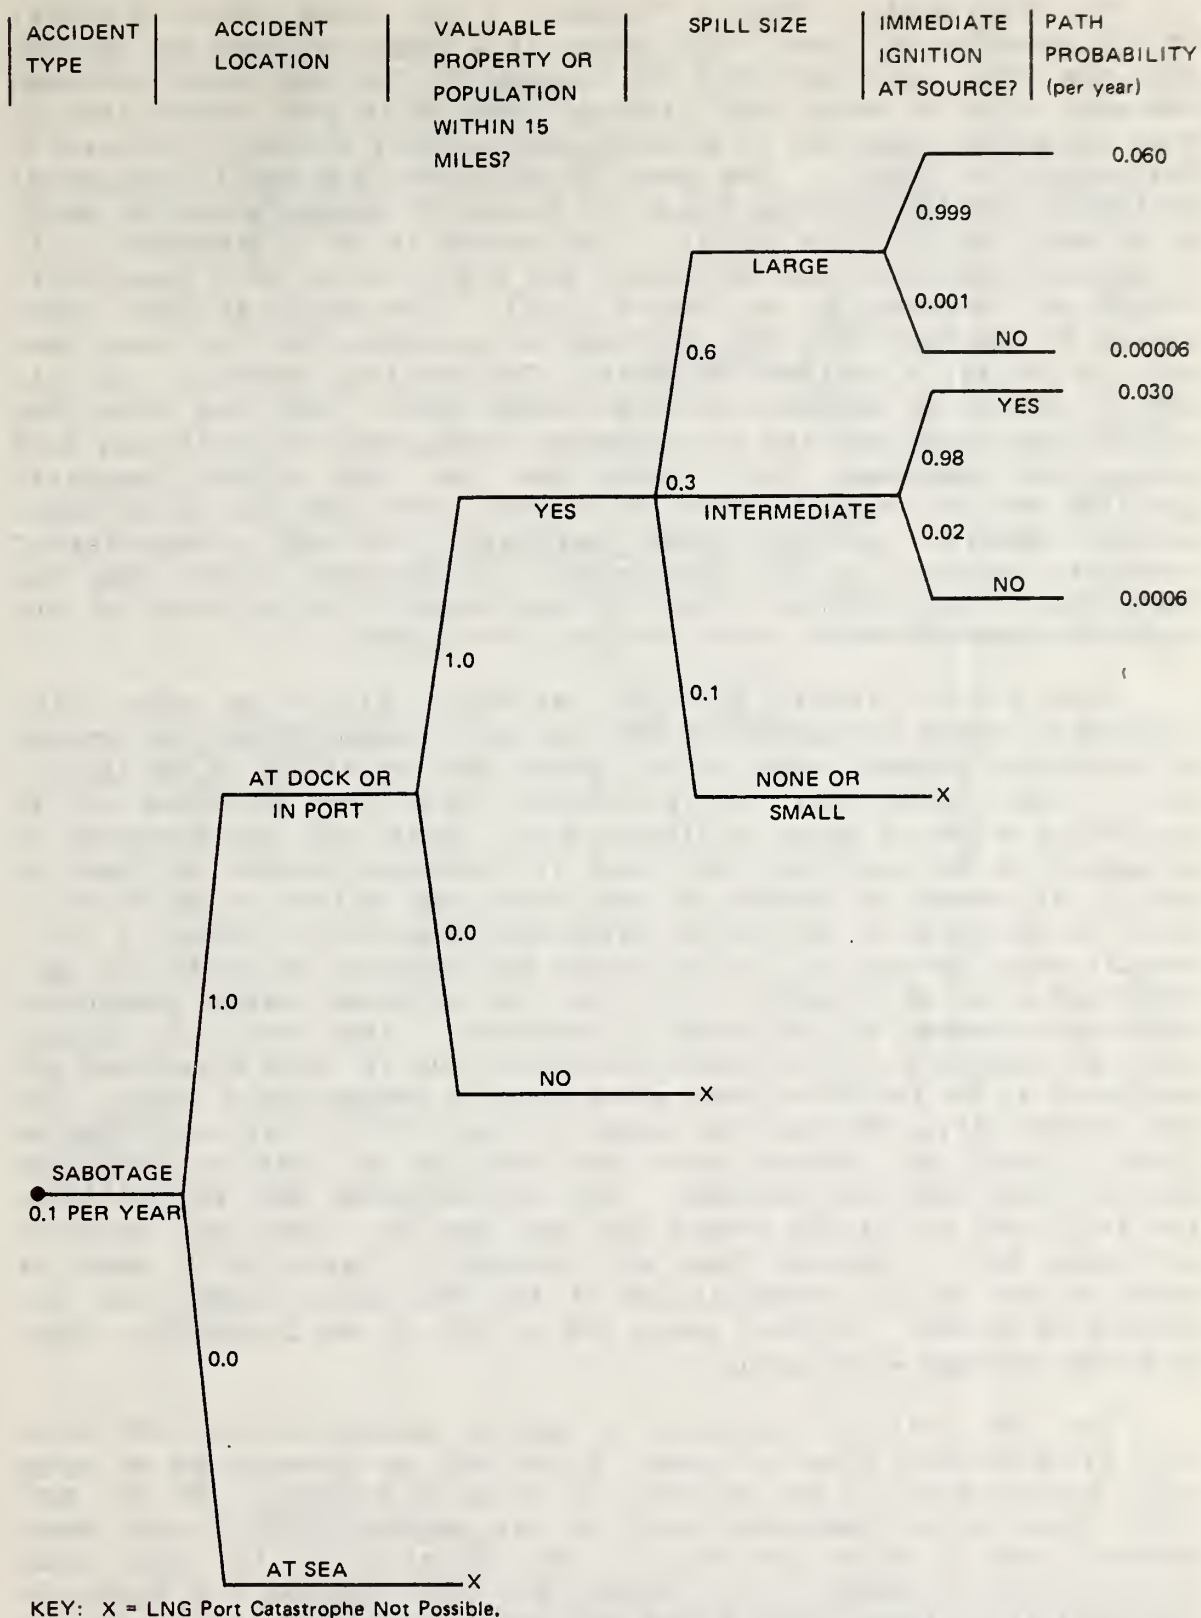 ACCIDENT
TYPE
ACCIDENT
LOCATION
VALUABLE
PROPERTY OR
POPULATION
WITHIN 15
MILES?
SPILL SIZE
IMMEDIATE
IGNITION
AT SOURCE?
PATH
PROBABILITY
(per year)
0.060
0.999
LARGE
0.001
NO
0.00006
0.6
YES
0.030
0.98
0.3
YES
INTERMEDIATE
0.02
NO
0.0006
1.0
0.1
AT DOCK OR
IN PORT
NONE OR
SMALL
X
0.0
1.0
NO
X
SABOTAGE
0.1 PER YEAR
0.0
AT SEA
X
KEY: X = LNG Port Catastrophe Not Possible.